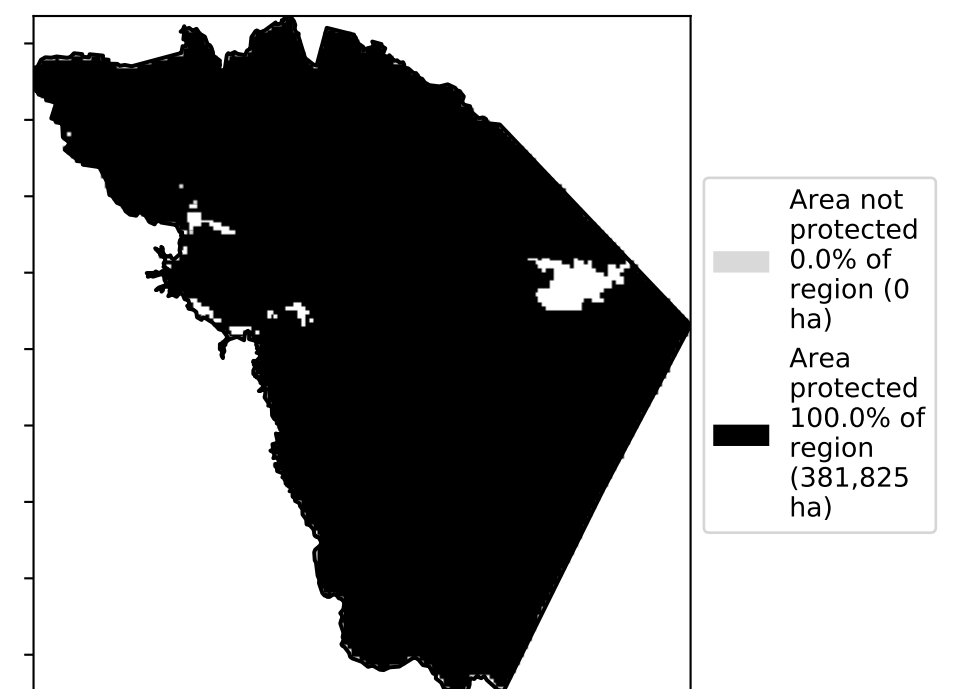 Area not
protected
0.0% of
region (0
ha)
Area
protected
100.0% of
region
(381,825
ha)